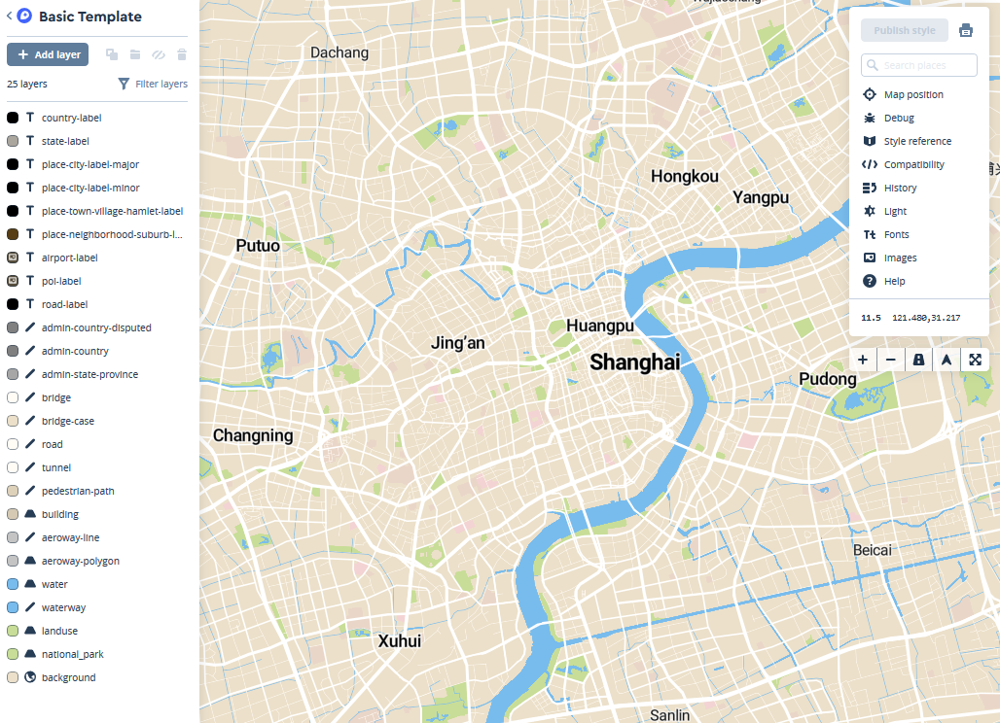 Basic Template
Add layer
25 layers
Filter layers
country-label
state-label
place-city-label-major
place-city-label-minor
place-town-village-hamlet-label
place-neighborhood-suburb-l...
airport-label
poi-label
road-label
admin-country-disputed
admin-country
admin-state-province
bridge
bridge-case
road
tunnel
pedestrian-path
building
aeroway-line
aeroway-polygon
water
waterway
landuse
national_park
background
Dachang
Hongkou
Yangpu
Putuo
Huangpu
Jing’an
Shanghai
Pudong
Changning
Beicai
Xuhui
Sanlin
Publish style
Search places
Map position
Debug
Style reference
Compatibility
History
Light
Fonts
Images
Help
11.5 121.480,31.217